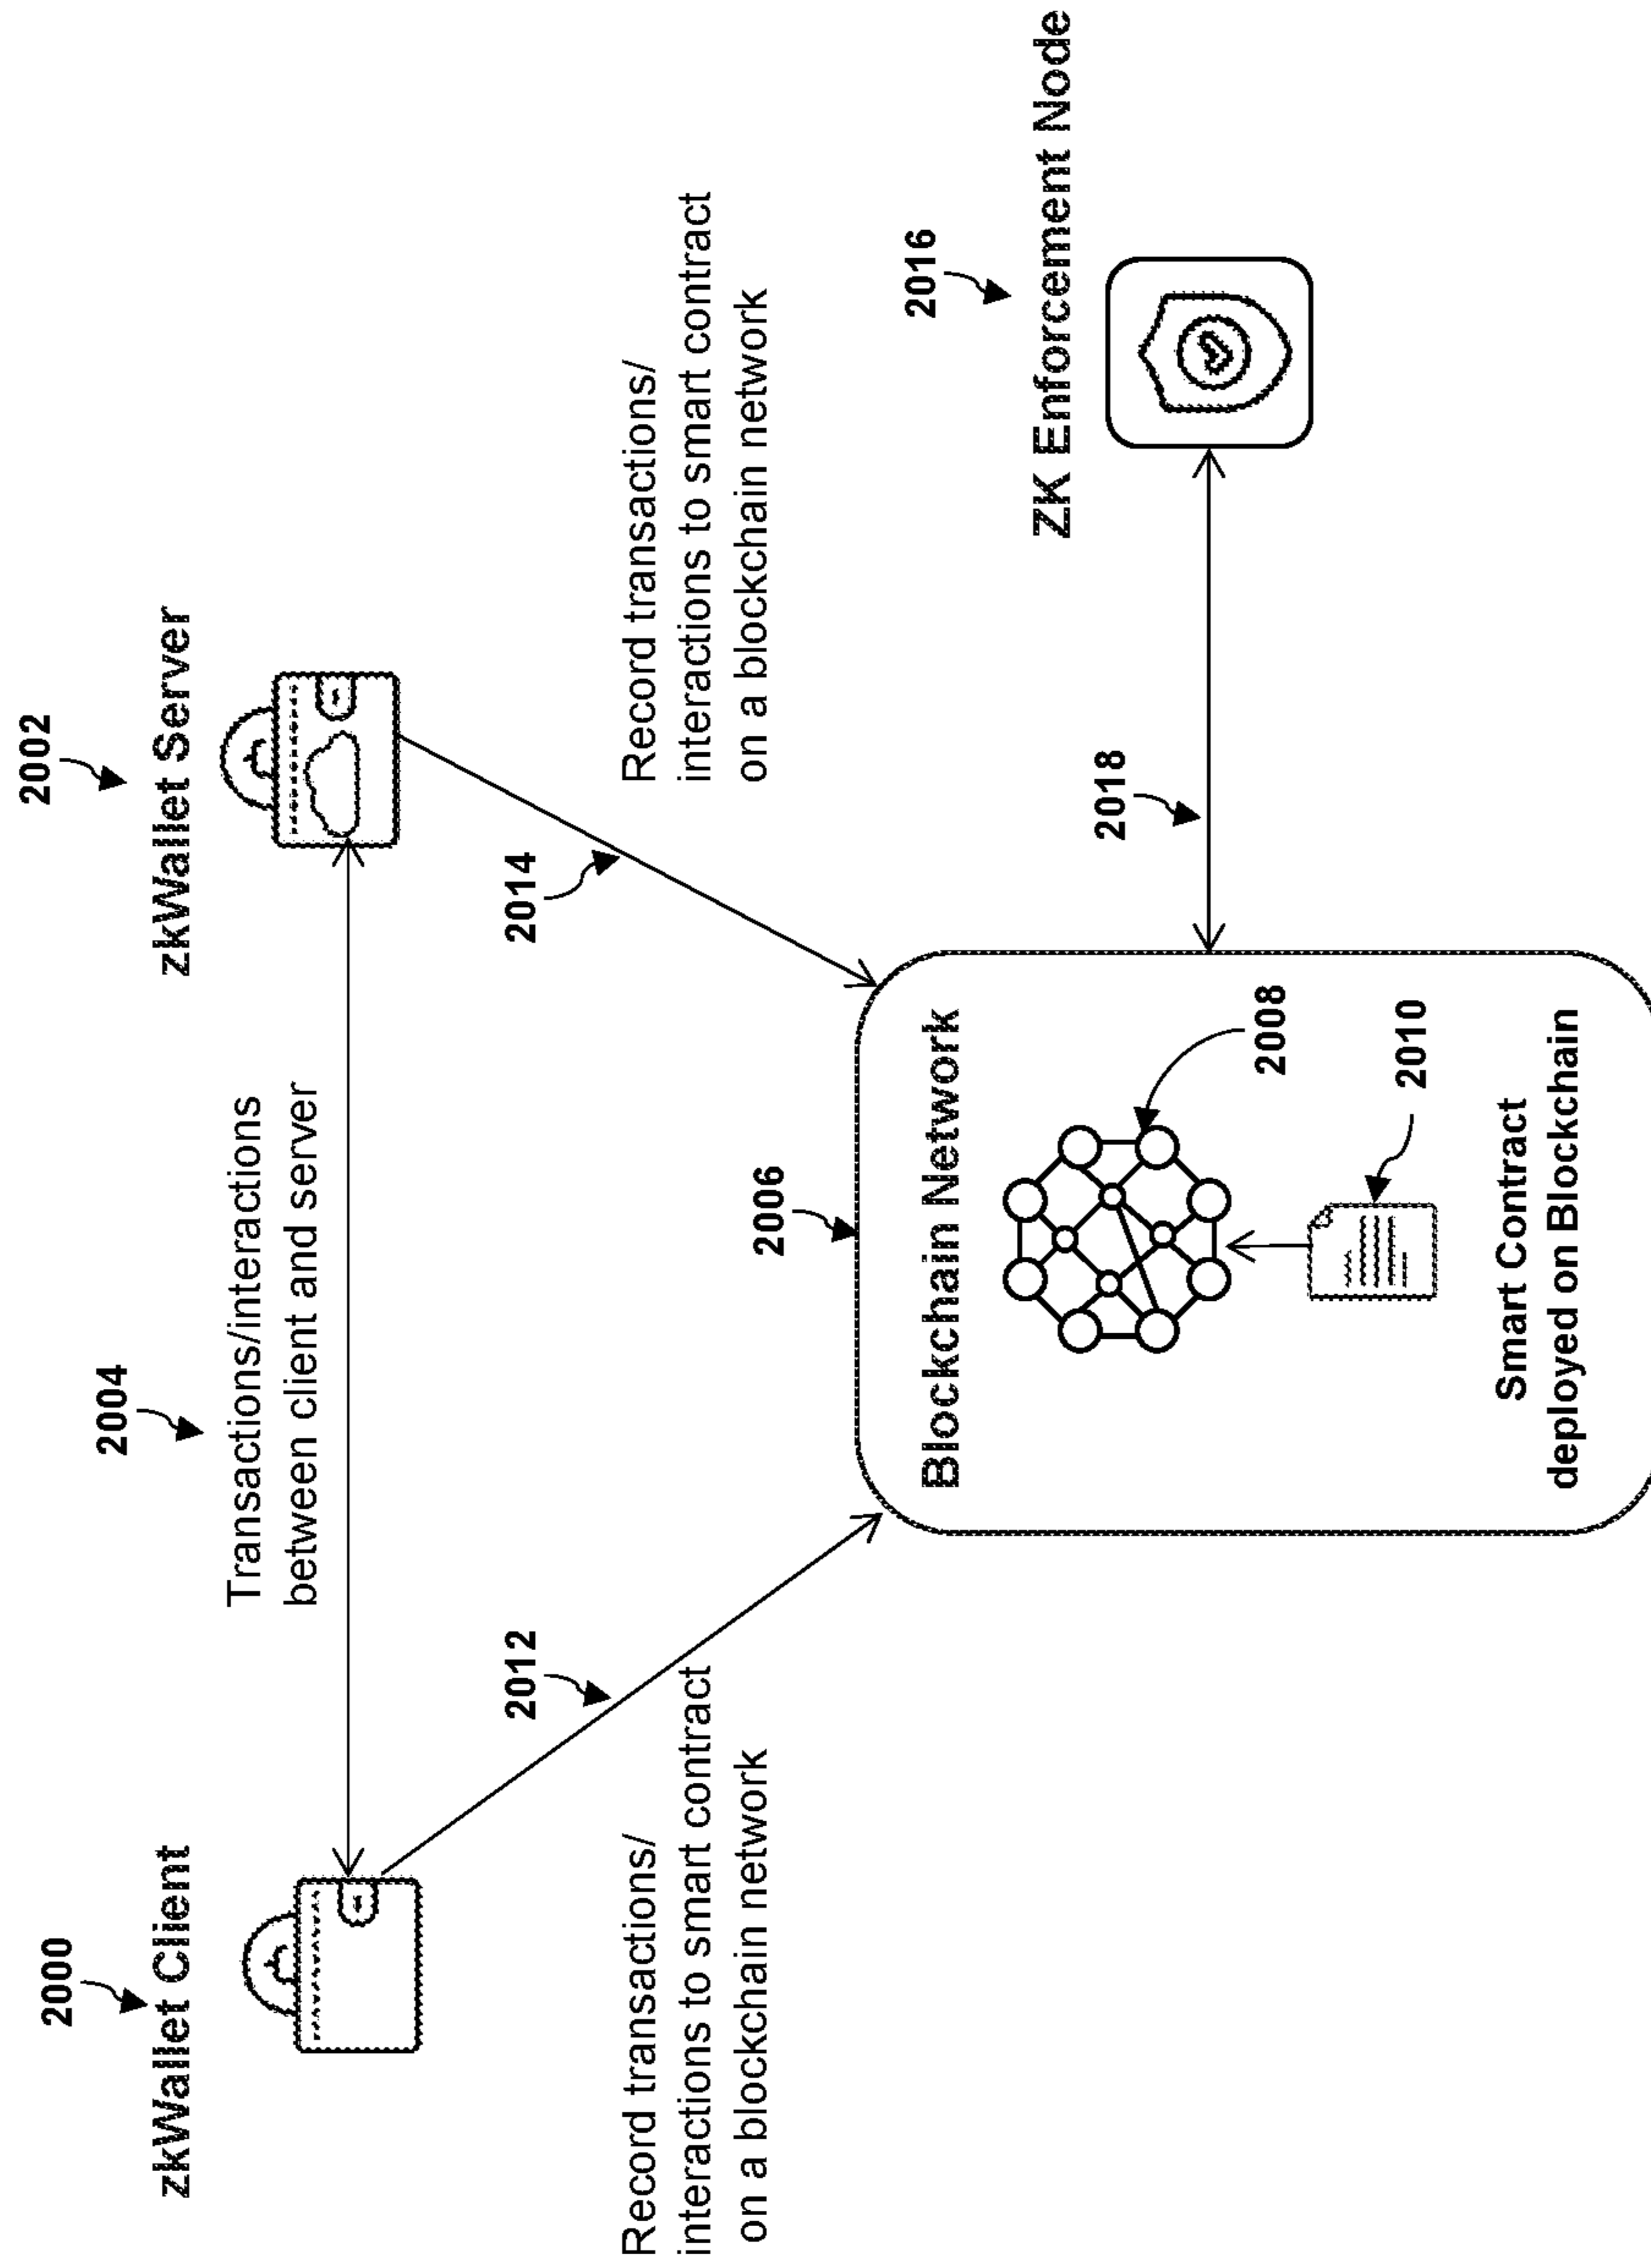 2000
zkWallet Client
2004
Transactions/interactions
between client and server
2002
zkWallet Server
2012
Record transactions/
interactions to smart contract
on a blockchain network
2014
Record transactions/
interactions to smart contract
on a blockchain network
2006
Blockchain Network
2008
2010
Smart Contract
deployed on Blockchain
2018
2016
ZK Enforcement Node